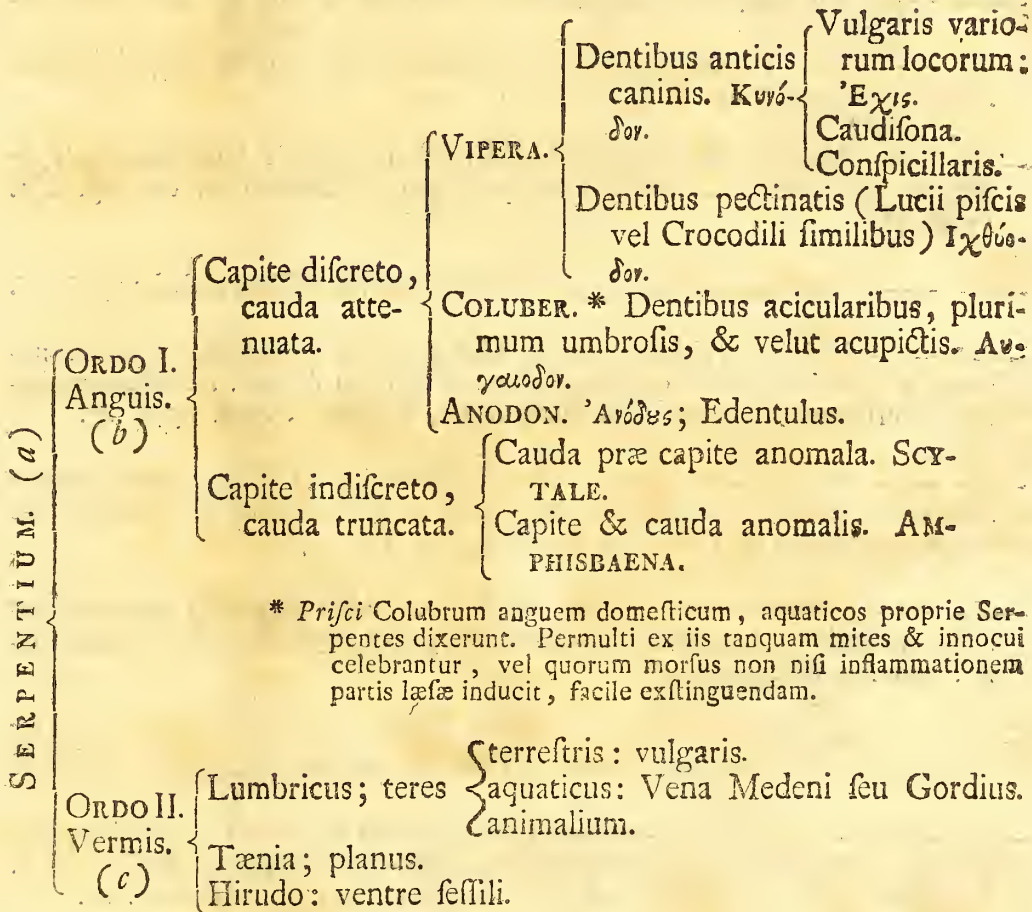 Vulgaris vario-
Dentibus anticis
rum locorum:
caninis. Κυνό-
Ἔχις.
δον.
Caudiſona.
VIPERA.
Conſpicillaris.
Dentibus pectinatis (Lucii piſcis
vel Crocodili ſimilibus) Ιχθύο-
δον.
Capite diſcreto,
cauda atte-
nuata.
COLUBER. * Dentibus acicularibus, pluri-
mum umbroſis, & velut acupictis.
ANODON. Ἀνόδȣς; Edentulus.
ORDO I.
Anguis.
(b)
Capite indiſcreto,
cauda truncata.
Cauda præ capite anomala. SCY-
TALE.
Capite & cauda anomalis. AM-
PHISBAENA.
SERPENTIUM. (a)
* Priſci Colubrum anguem domeſticum, aquaticos proprie Ser-
pentes dixerunt. Permulti ex iis tanquam mites & innocui
celebrantur, vel quorum morſus non niſi inflammationem
partis læſæ inducit, facile exſtinguendam.
ORDO II.
Vermis.
(c)
Lumbricus; teres
terreſtris: vulgaris.
aquaticus: Vena Medeni ſeu Gordius.
animalium.
Tænia; planus.
Hirudo: ventre ſeſſili.